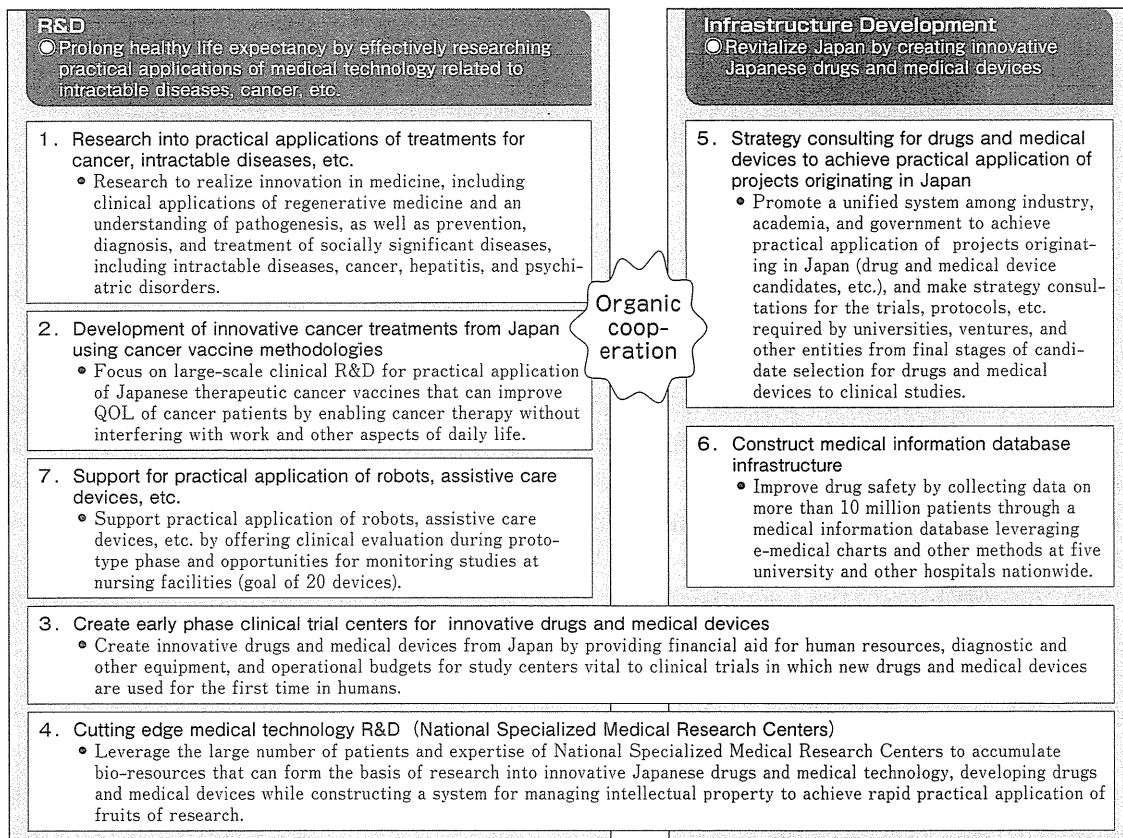 R&D
◎Prolong healthy life expectancy by effectively researching
practical applications of medical technology related to
intractable diseases, cancer, etc.
1. Research into practical applications of treatments for
cancer, intractable diseases, etc.
• Research to realize innovation in medicine, including
clinical applications of regenerative medicine and an
understanding of pathogenesis, as well as prevention,
diagnosis, and treatment of socially significant diseases,
including intractable diseases, cancer, hepatitis, and psychi-
atric disorders.
2. Development of innovative cancer treatments from Japan
using cancer vaccine methodologies
• Focus on large-scale clinical R&D for practical application
of Japanese therapeutic cancer vaccines that can improve
QOL of cancer patients by enabling cancer therapy without
interfering with work and other aspects of daily life.
7. Support for practical application of robots, assistive care
devices, etc.
• Support practical application of robots, assistive care
devices, etc. by offering clinical evaluation during proto-
type phase and opportunities for monitoring studies at
nursing facilities (goal of 20 devices).
Organic
coop-
eration
Infrastructure Development
◎Revitalize Japan by creating innovative
Japanese drugs and medical devices
5. Strategy consulting for drugs and medical
devices to achieve practical application of
projects originating in Japan
• Promote a unified system among industry,
academia, and government to achieve
practical application of projects originat-
ing in Japan (drug and medical device
candidates, etc.), and make strategy consul-
tations for the trials, protocols, etc.
required by universities, ventures, and
other entities from final stages of candi-
date selection for drugs and medical
devices to clinical studies.
6. Construct medical information database
infrastructure
• Improve drug safety by collecting data on
more than 10 million patients through a
medical information database leveraging
e-medical charts and other methods at five
university and other hospitals nationwide.
3. Create early phase clinical trial centers for innovative drugs and medical devices
• Create innovative drugs and medical devices from Japan by providing financial aid for human resources, diagnostic and
other equipment, and operational budgets for study centers vital to clinical trials in which new drugs and medical devices
are used for the first time in humans.
4. Cutting edge medical technology R&D (National Specialized Medical Research Centers)
• Leverage the large number of patients and expertise of National Specialized Medical Research Centers to accumulate
bio-resources that can form the basis of research into innovative Japanese drugs and medical technology, developing drugs
and medical devices while constructing a system for managing intellectual property to achieve rapid practical application of
fruits of research.